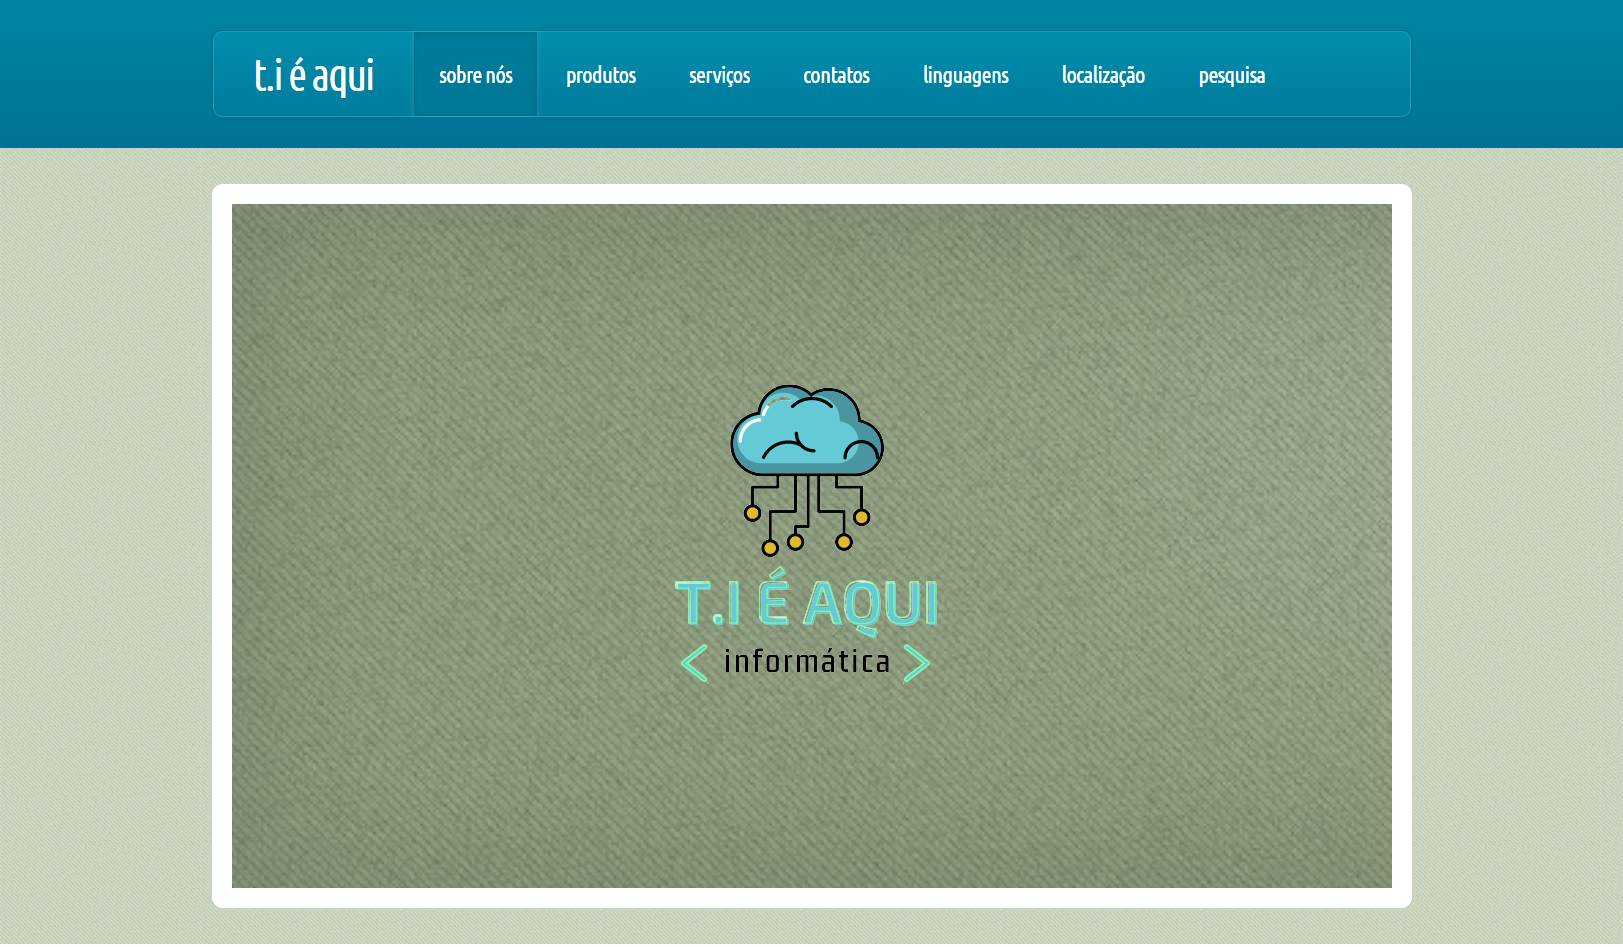 t.i é aqui sobre nós produtos serviços contatos linguagens localização pesquisa
T.I É AQUI
< informática >